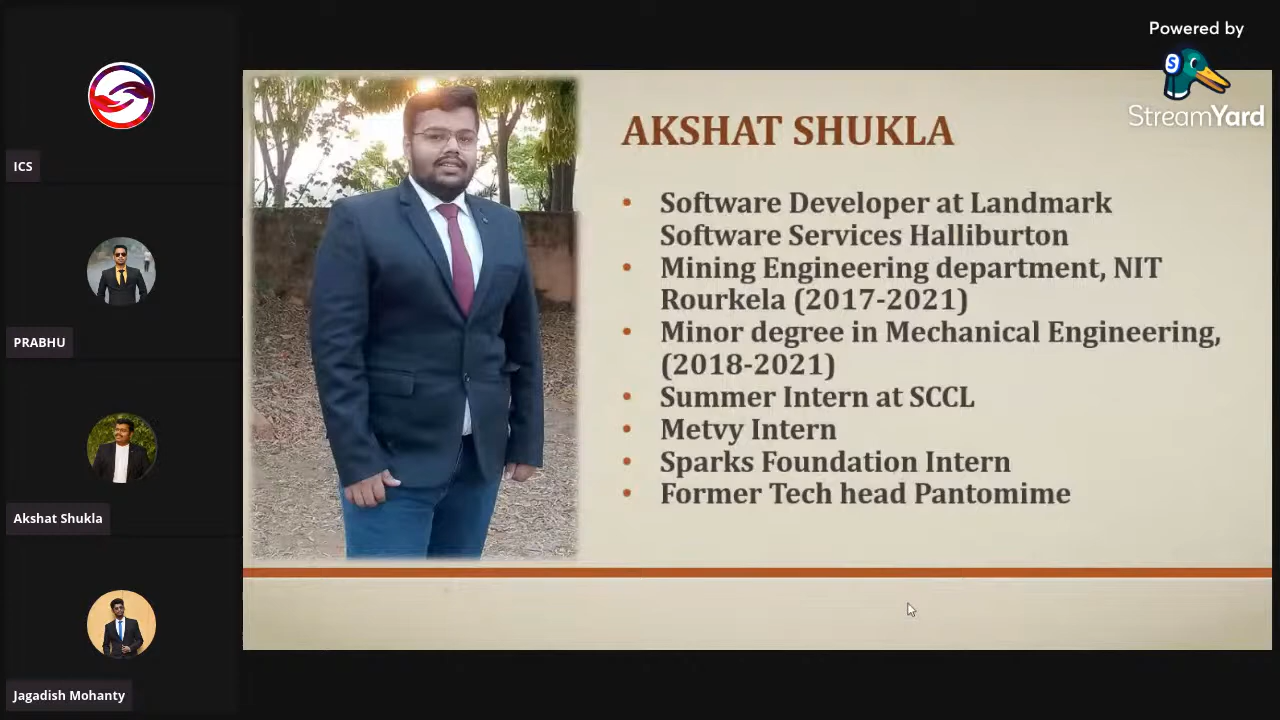 Powered by
S
StreamYard
ICS
PRABHU
Akshat Shukla
Jagadish Mohanty
AKSHAT SHUKLA
• Software Developer at Landmark
Software Services Halliburton
• Mining Engineering department, NIT
Rourkela (2017-2021)
• Minor degree in Mechanical Engineering,
(2018-2021)
• Summer Intern at SCCL
• Metvy Intern
• Sparks Foundation Intern
• Former Tech head Pantomime